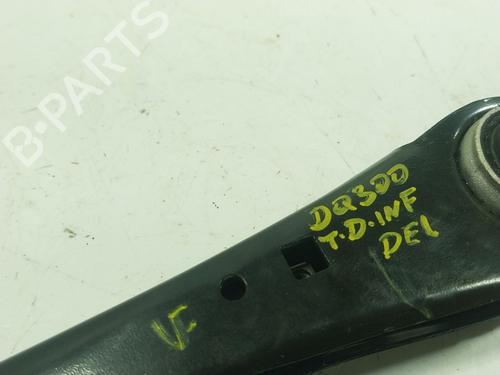 B-PARTS
DQ300
T.D.INF
DEL
V-